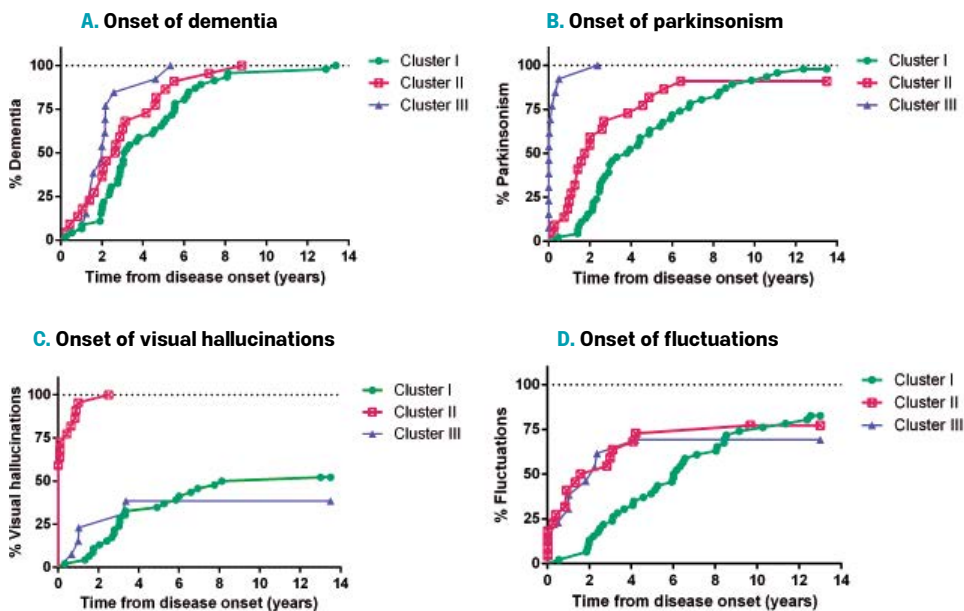 A. Onset of dementia
100
75
50
25
0
% Dementia
0 2 4 6 8 10 12 14
Time from disease onset (years)
Cluster I
Cluster II
Cluster III
B. Onset of parkinsonism
100
75
50
25
0
% Parkinsonism
0 2 4 6 8 10 12 14
Time from disease onset (years)
Cluster I
Cluster II
Cluster III
C. Onset of visual hallucinations
100
75
50
25
0
% Visual hallucinations
0 2 4 6 8 10 12 14
Time from disease onset (years)
Cluster I
Cluster II
Cluster III
D. Onset of fluctuations
100
75
50
25
0
% Fluctuations
0 2 4 6 8 10 12 14
Time from disease onset (years)
Cluster I
Cluster II
Cluster III